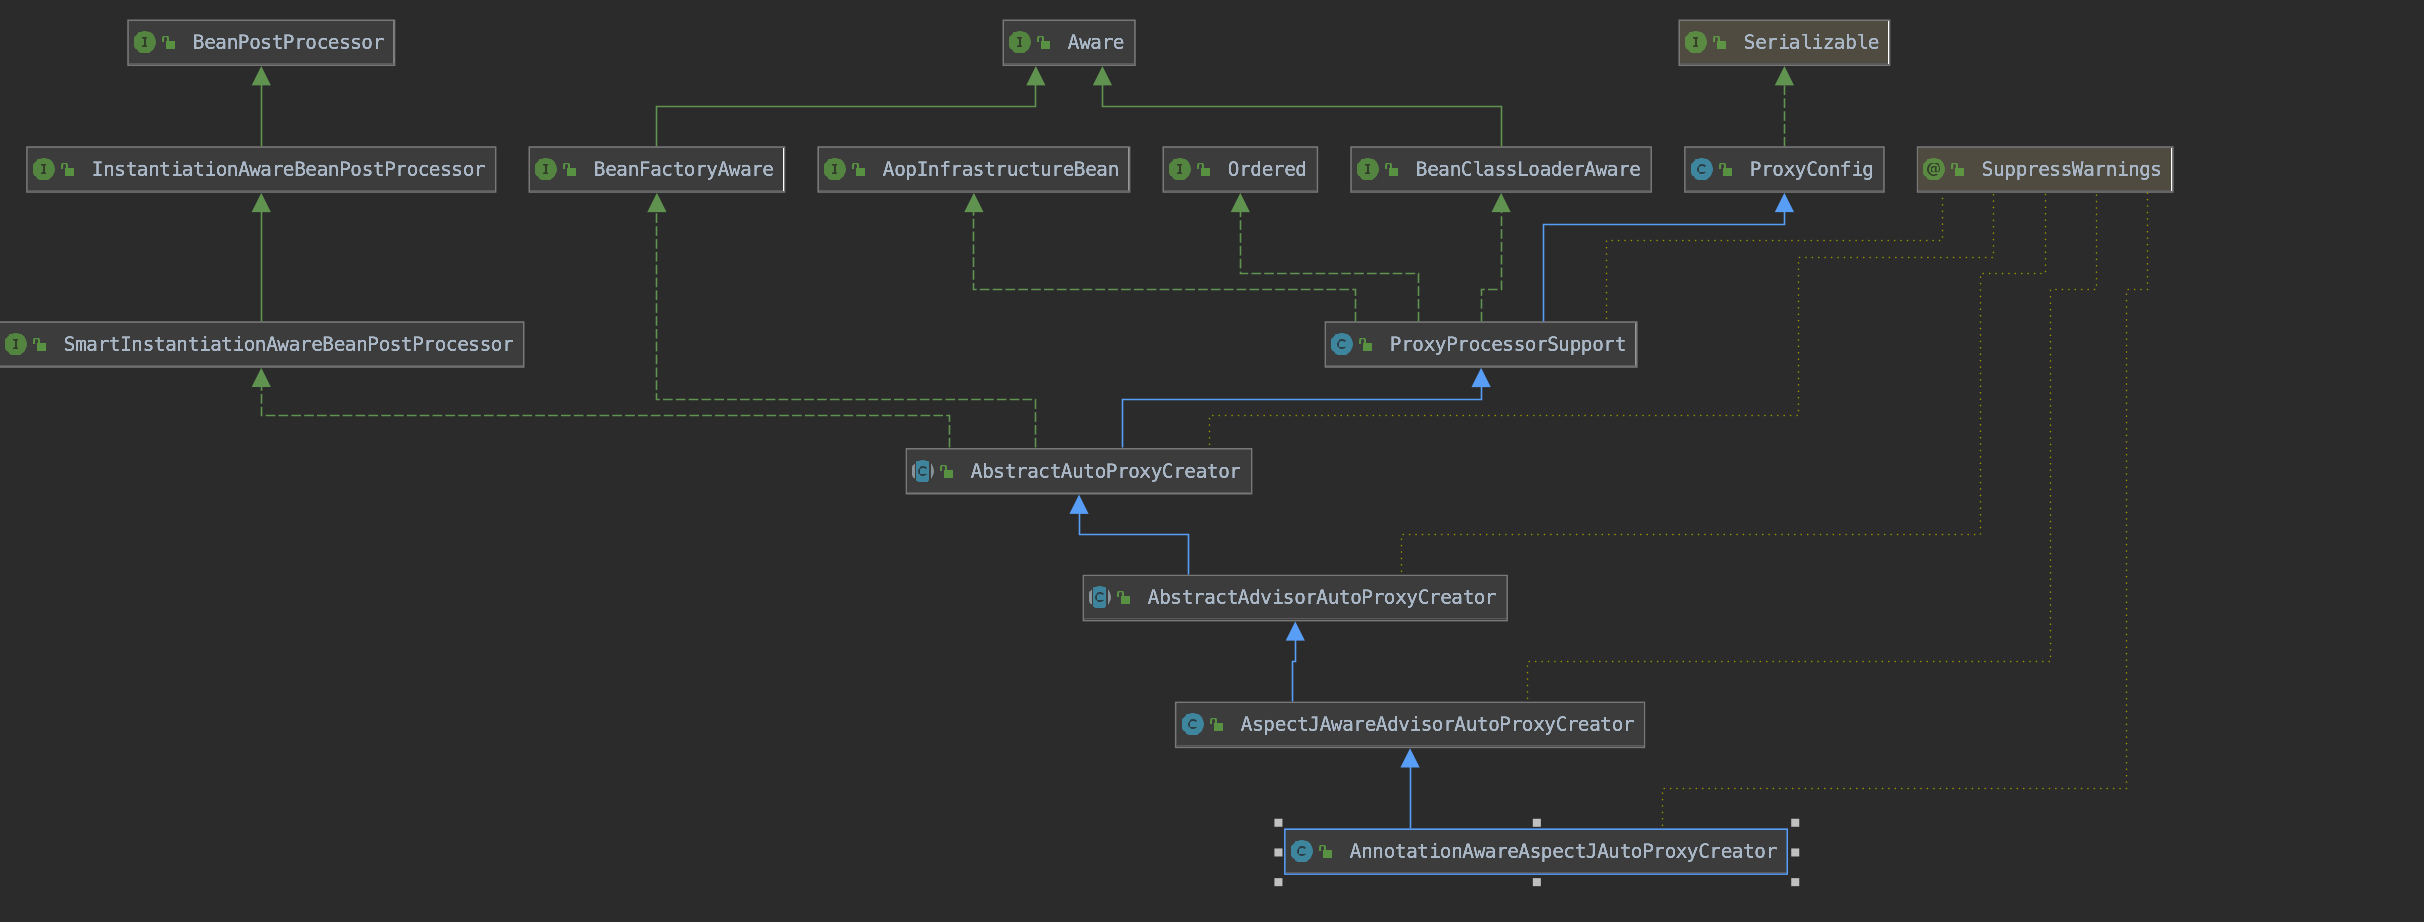 BeanPostProcessor
Aware
Serializable
InstantiationAwareBeanPostProcessor
BeanFactoryAware
AopInfrastructureBean
Ordered
BeanClassLoaderAware
ProxyConfig
SuppressWarnings
SmartInstantiationAwareBeanPostProcessor
ProxyProcessorSupport
AbstractAutoProxyCreator
AbstractAdvisorAutoProxyCreator
AspectJAwareAdvisorAutoProxyCreator
AnnotationAwareAspectJAutoProxyCreator